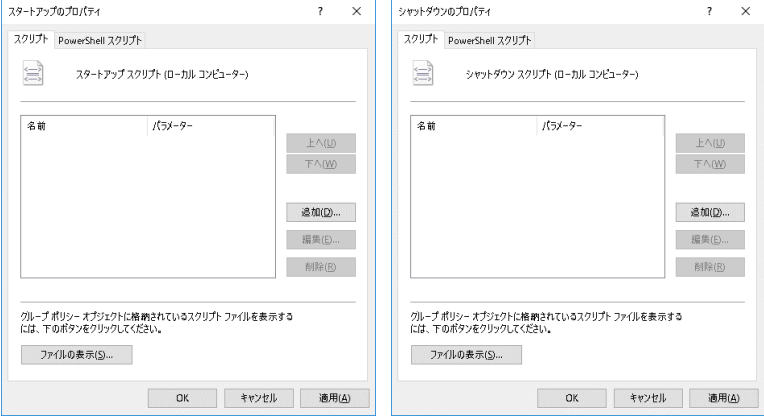 スタートアップのプロパティ
スクリプト PowerShell スクリプト
スタートアップ スクリプト (ローカル コンピューター)
名前 パラメーター
上へ(U)
下へ(W)
追加(D)...
編集(E)...
削除(R)
グループ ポリシー オブジェクトに格納されているスクリプト ファイルを表示する
には、下のボタンをクリックしてください。
ファイルの表示(S)...
OK キャンセル 適用(A)
シャットダウンのプロパティ
スクリプト PowerShell スクリプト
シャットダウン スクリプト (ローカル コンピューター)
名前 パラメーター
上へ(U)
下へ(W)
追加(D)...
編集(E)...
削除(R)
グループ ポリシー オブジェクトに格納されているスクリプト ファイルを表示する
には、下のボタンをクリックしてください。
ファイルの表示(S)...
OK キャンセル 適用(A)